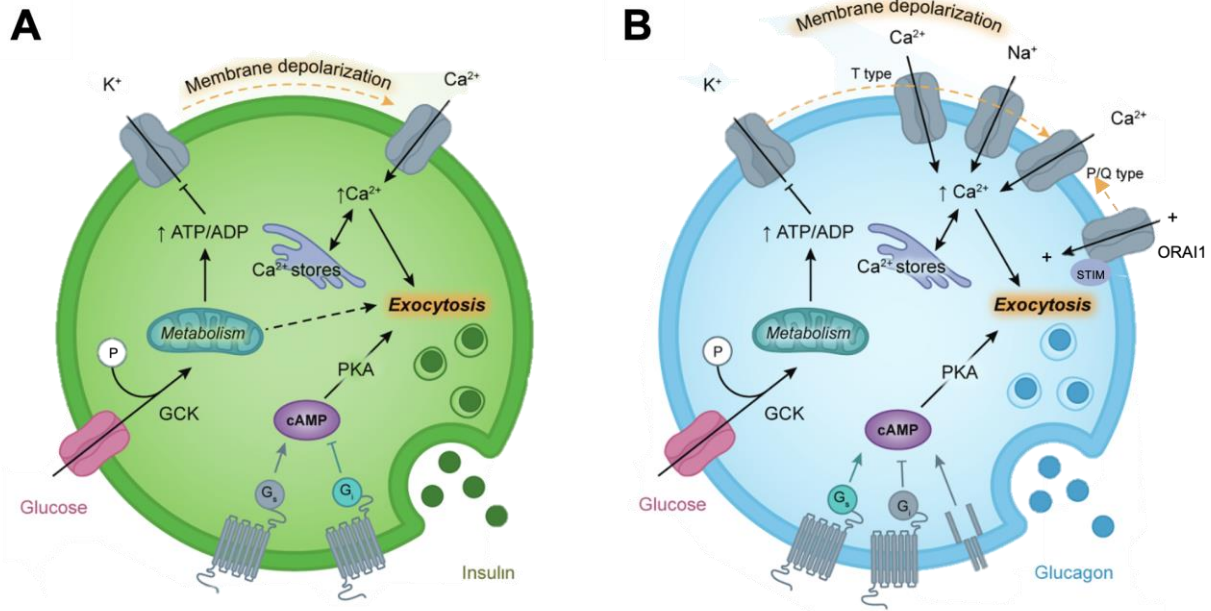 A
K⁺
Membrane depolarization
Ca²⁺
↑Ca²⁺
↑ ATP/ADP
Ca²⁺ stores
Exocytosis
Metabolism
P
PKA
GCK
cAMP
Gs
Gi
Glucose
Insulin
B
Membrane depolarization
Ca²⁺
Na⁺
K⁺
T type
Ca²⁺
P/Q type
↑ Ca²⁺
+
↑ ATP/ADP
ORAI1
+
Ca²⁺ stores
STIM
Exocytosis
Metabolism
P
PKA
GCK
cAMP
Gs
Gi
Glucose
Glucagon